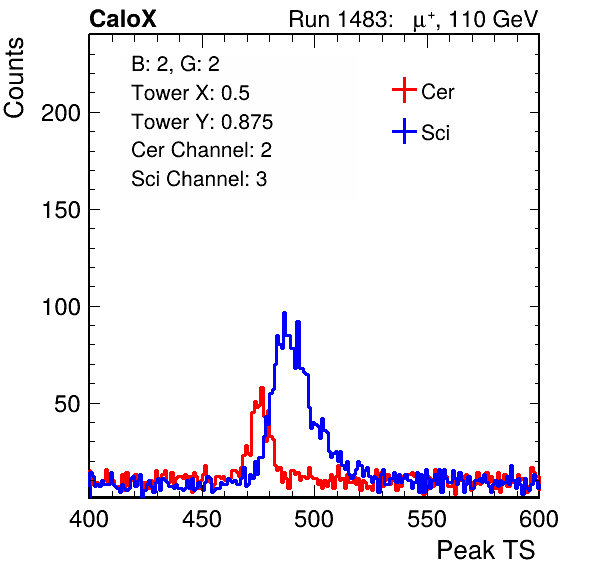 CaloX Run 1483: μ⁺, 110 GeV
Counts
B: 2, G: 2
Tower X: 0.5
Tower Y: 0.875
Cer Channel: 2
Sci Channel: 3
Cer
Sci
200
150
100
50
400 450 500 550 600
Peak TS